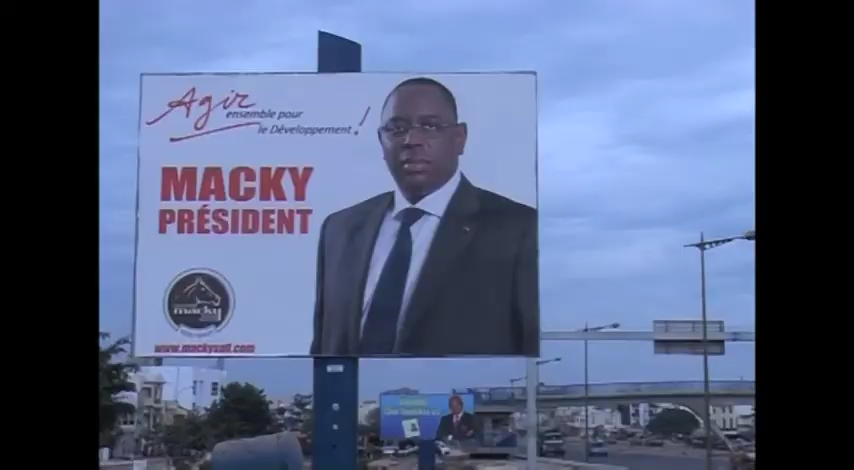 Agir
ensemble pour
le Développement !
MACKY
PRÉSIDENT
macky
www.mackysall.com